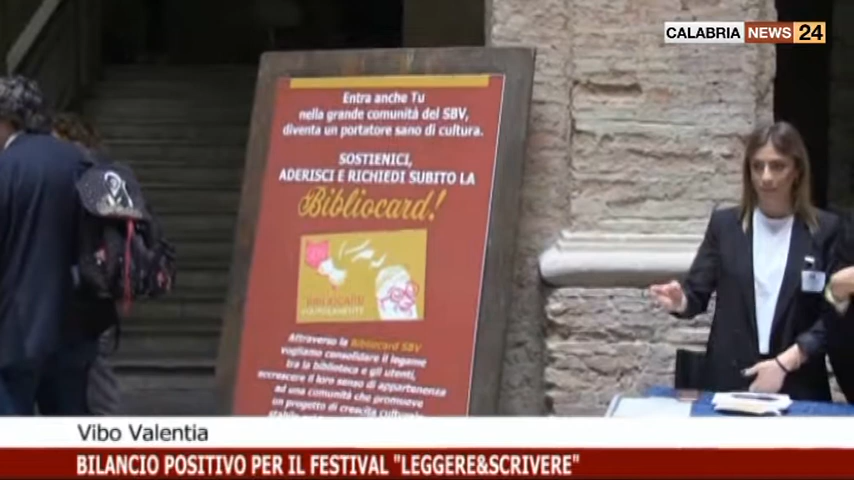 CALABRIA NEWS 24
Entra anche Tu
nella grande comunità del SBV,
diventa un portatore sano di cultura.
SOSTIENICI,
ADERISCI E RICHIEDI SUBITO LA
Bibliocard!
Attraverso la Bibliocard SBV
vogliamo consolidare il legame
tra la biblioteca e gli utenti,
accrescere il loro senso di appartenenza
ad una comunità che promuove
un progetto di crescita culturale
Vibo Valentia
BILANCIO POSITIVO PER IL FESTIVAL "LEGGERE&SCRIVERE"